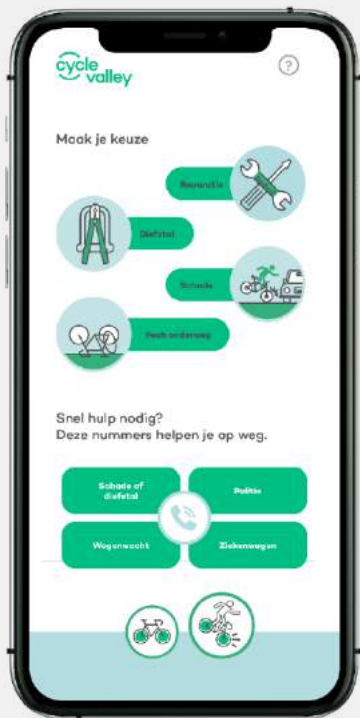 cycle
valley
?
Maak je keuze
Reparatie
Diefstal
Schade
Pech onderweg
Snel hulp nodig?
Deze nummers helpen je op weg.
Schade of
diefstal
Politie
Wegenwacht
Ziekenwagen